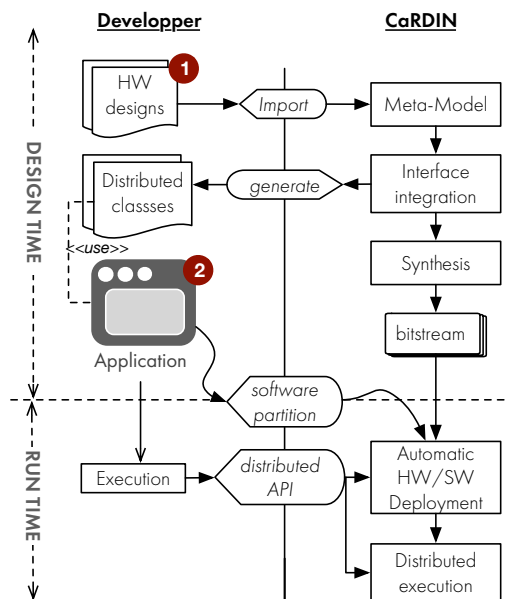 Developper
CaRDIN
1
HW
designs
Import
Meta-Model
DESIGN TIME
Distributed
classses
generate
Interface
integration
<<use>>
2
Synthesis
Application
bitstream
software
partition
RUN TIME
Execution
distributed
API
Automatic
HW/SW
Deployment
Distributed
execution